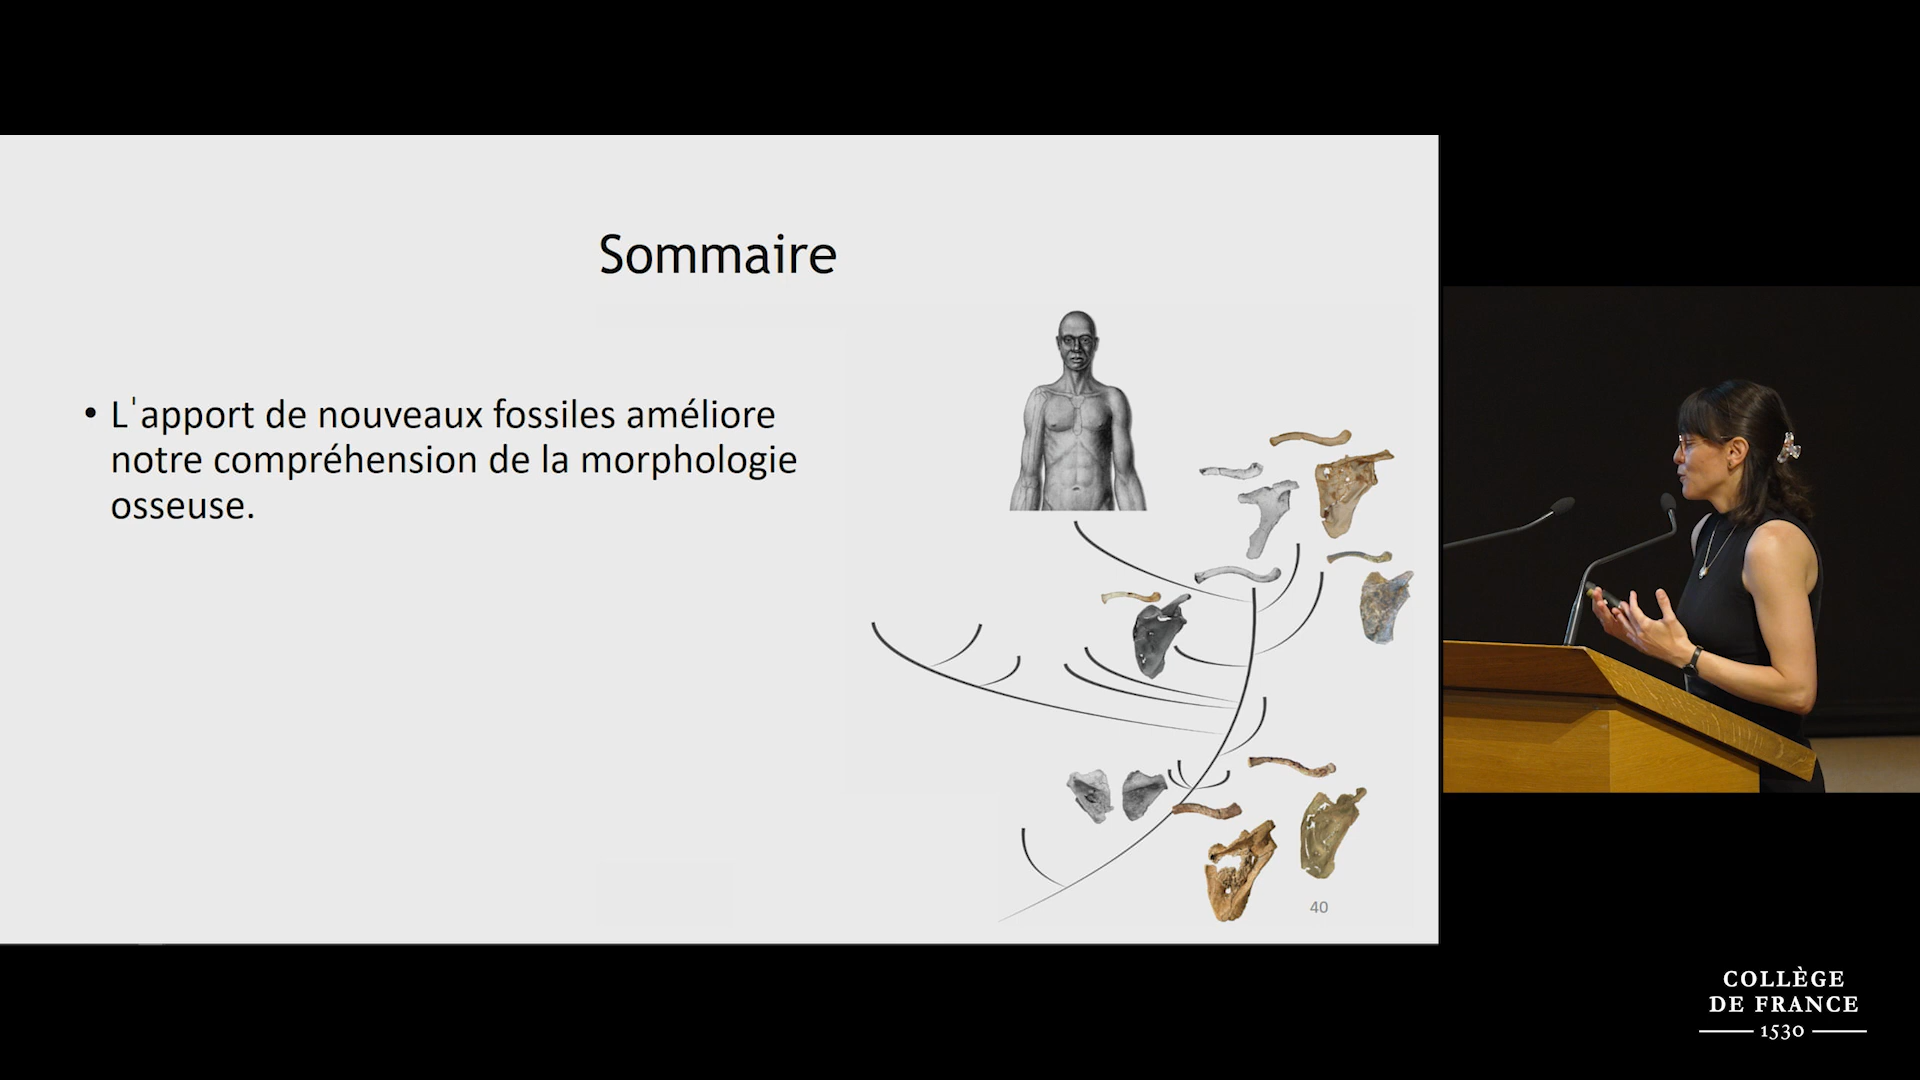 Sommaire
• L'apport de nouveaux fossiles améliore
notre compréhension de la morphologie
osseuse.
40
COLLÈGE
DE FRANCE
1530